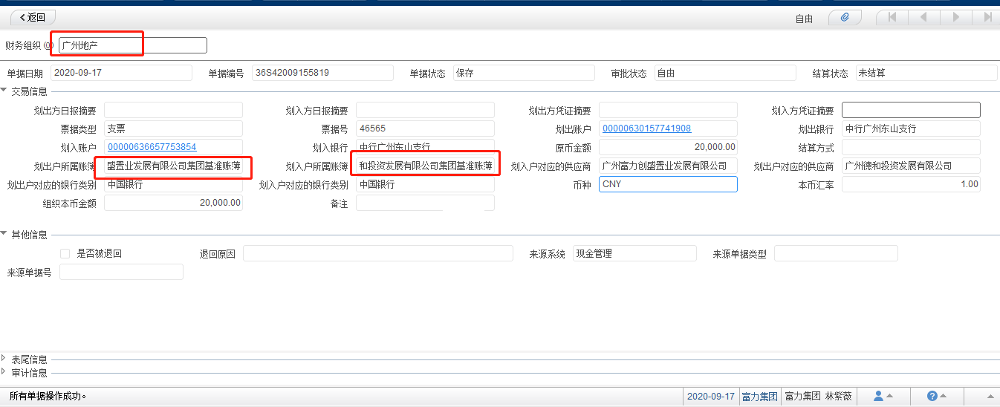 返回
自由
财务组织(O) 广州地产
单据日期 2020-09-17 单据编号 36S42009155819 单据状态 保存 审批状态 自由 结算状态 未结算
交易信息
划出方日报摘要 划入方日报摘要 划出方凭证摘要 划入方凭证摘要
票据类型 支票 票据号 46565 划出账户 00000630157741908 划出银行 中行广州东山支行
划入账户 00000636657753854 划入银行 中行广州东山支行 原币金额 20,000.00 结算方式
划出户所属账簿 盛置业发展有限公司集团基准账薄 划入户所属账簿 和投资发展有限公司集团基准账薄 划入户对应的供应商 广州富力创盛置业发展有限公司 划出户对应的供应商 广州德和投资发展有限公司
划出户对应的银行类别 中国银行 划入户对应的银行类别 中国银行 币种 CNY 本币汇率 1.00
组织本币金额 20,000.00 备注
其他信息
是否被退回 退回原因 来源系统 现金管理 来源单据类型
来源单据号
表尾信息
审计信息
所有单据操作成功。 2020-09-17 富力集团 富力集团 林紫薇